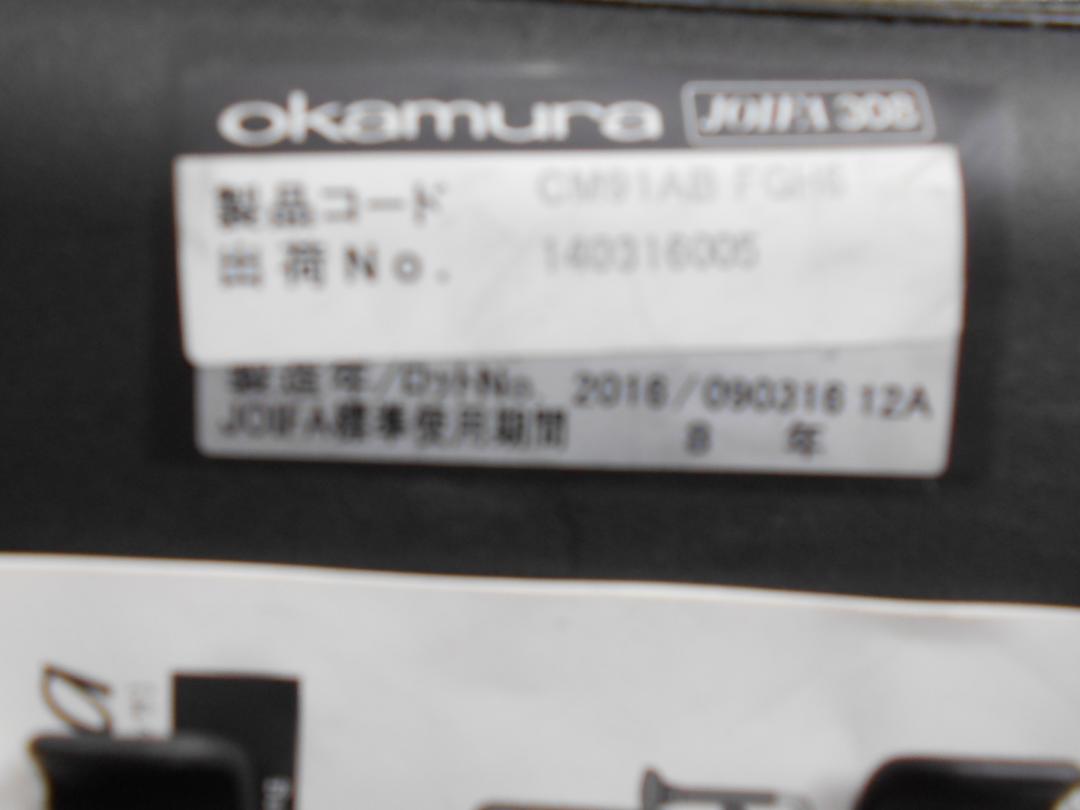 okamura JOIFA 308
製品コード CM91AB FGH6
出荷No. 140316005
製造年/ロットNo. 2016/090316 12A
JOIFA標準使用期間 8 年
a